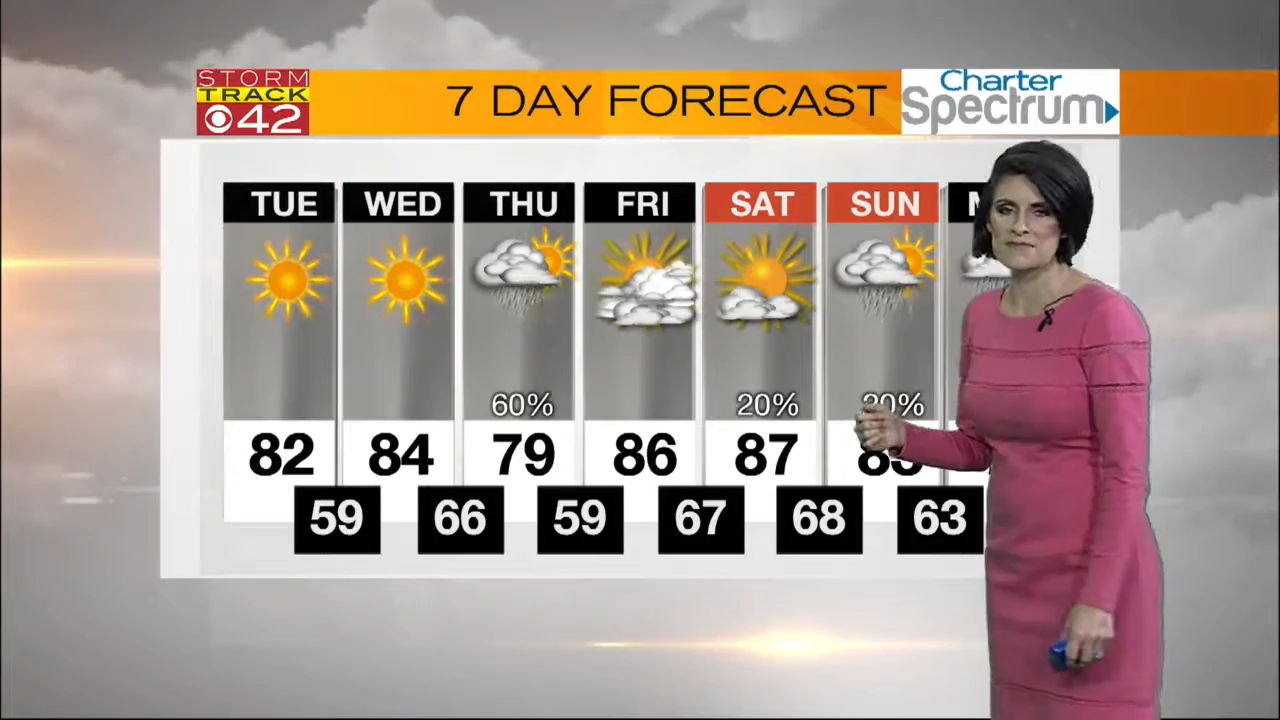 STORM
TRACK
42
7 DAY FORECAST
Charter
Spectrum
TUE WED THU FRI SAT SUN
60% 20%
82 84 79 86 87
59 66 59 67 68 63